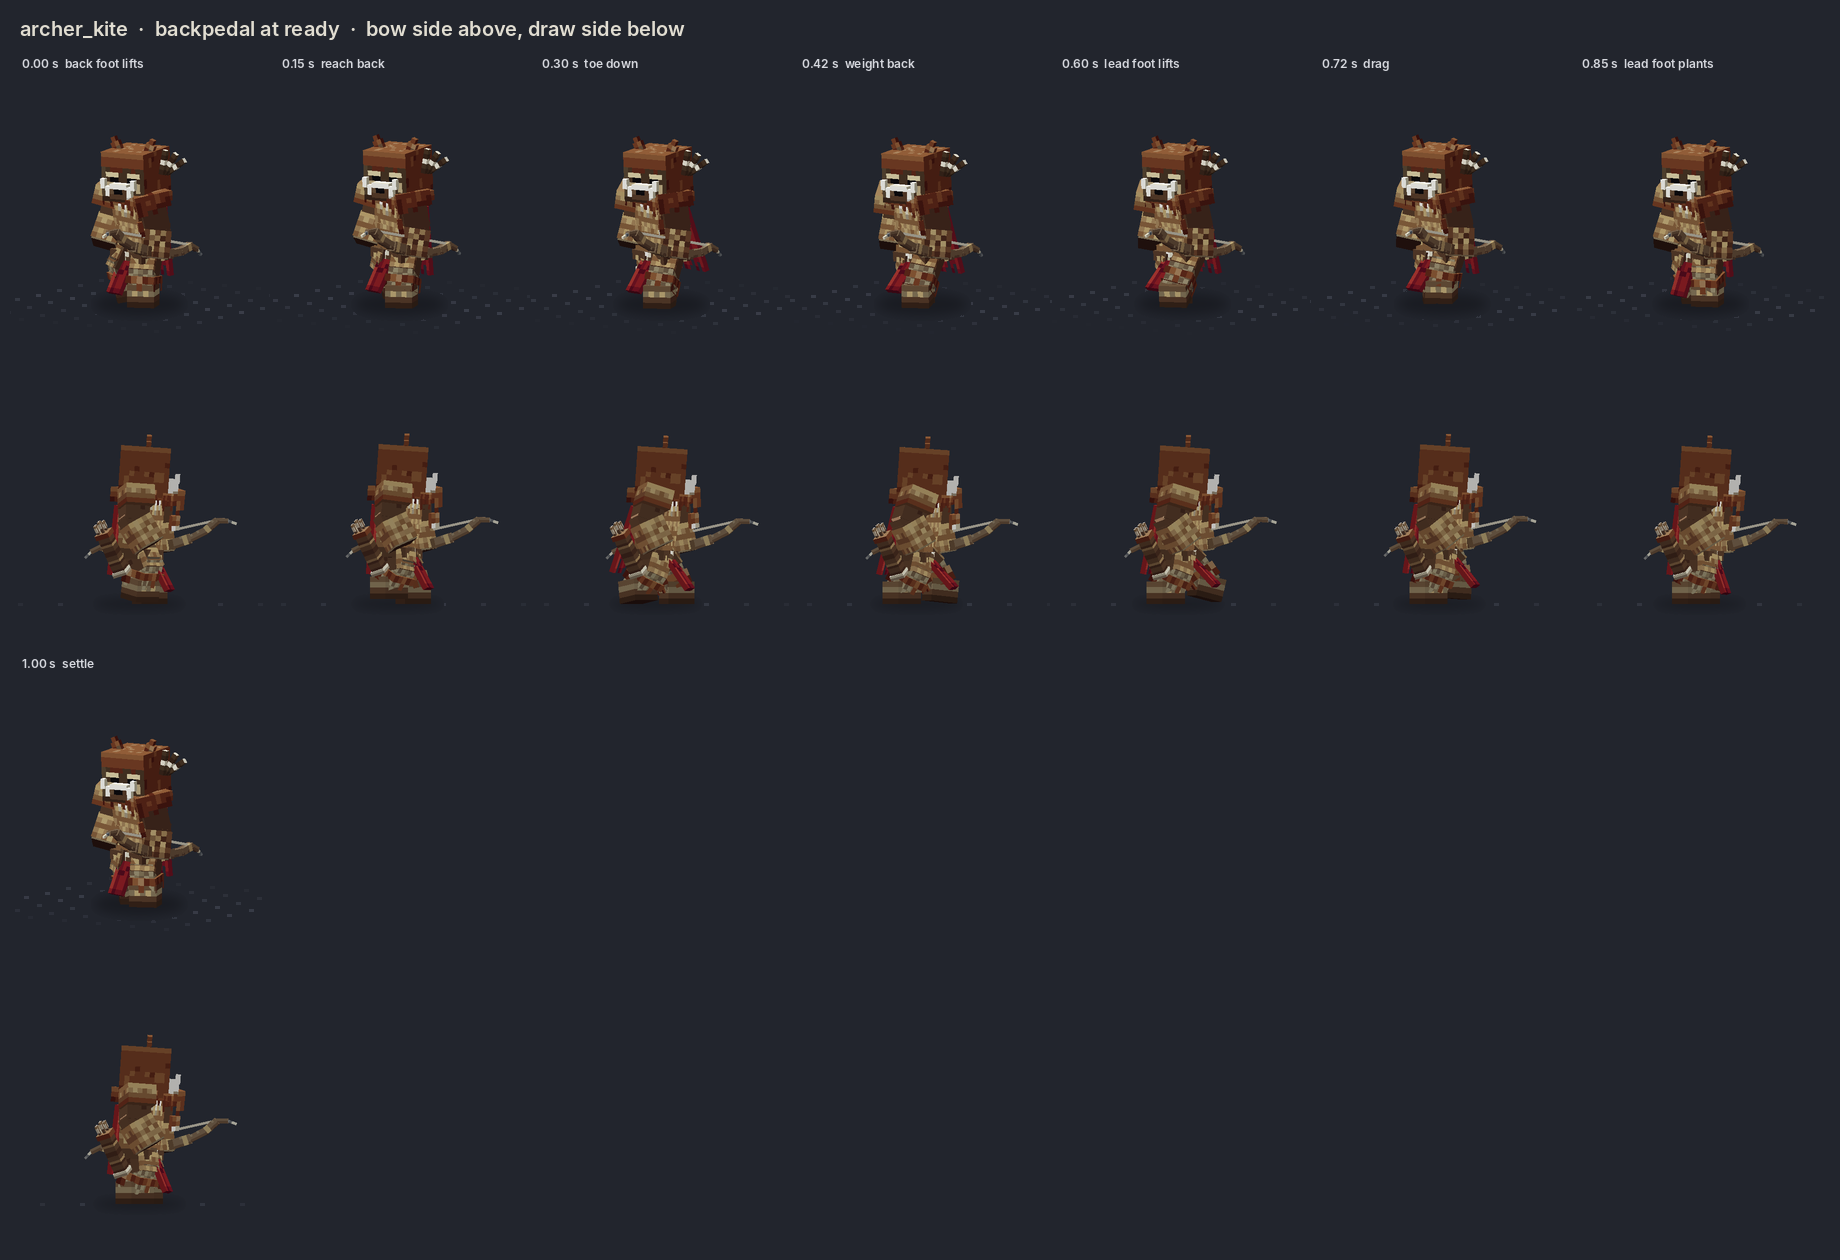 archer_kite · backpedal at ready · bow side above, draw side below
0.00 s back foot lifts
0.15 s reach back
0.30 s toe down
0.42 s weight back
0.60 s lead foot lifts
0.72 s drag
0.85 s lead foot plants
1.00 s settle